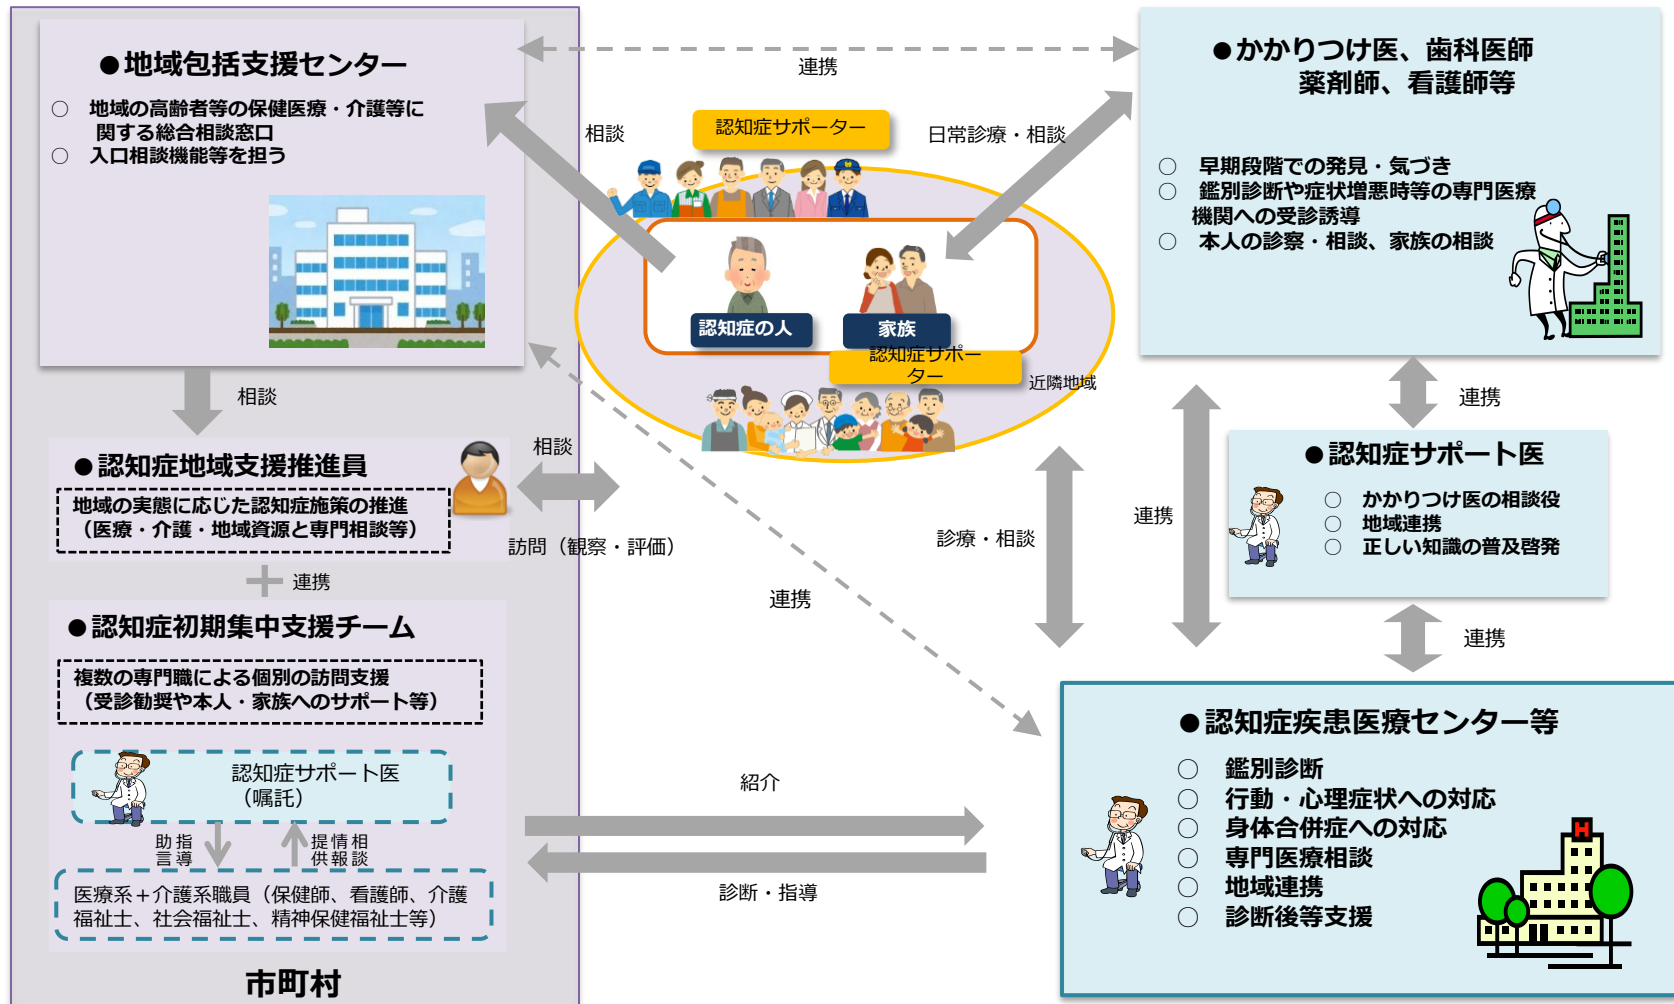 ●地域包括支援センター
○ 地域の高齢者等の保健医療・介護等に
関する総合相談窓口
○ 入口相談機能等を担う
相談
●認知症地域支援推進員
地域の実態に応じた認知症施策の推進
（医療・介護・地域資源と専門相談等）
＋ 連携
●認知症初期集中支援チーム
複数の専門職による個別の訪問支援
（受診勧奨や本人・家族へのサポート等）
認知症サポート医
（嘱託）
指導
助言
相談
情報
提供
医療系＋介護系職員（保健師、看護師、介護
福祉士、社会福祉士、精神保健福祉士等）
市町村
連携
相談
認知症サポーター
日常診療・相談
認知症の人
家族
認知症サポー
ター
近隣地域
相談
訪問（観察・評価）
連携
診療・相談
連携
紹介
診断・指導
●かかりつけ医、歯科医師
薬剤師、看護師等
○ 早期段階での発見・気づき
○ 鑑別診断や症状増悪時等の専門医療
機関への受診誘導
○ 本人の診察・相談、家族の相談
連携
●認知症サポート医
○ かかりつけ医の相談役
○ 地域連携
○ 正しい知識の普及啓発
連携
●認知症疾患医療センター等
○ 鑑別診断
○ 行動・心理症状への対応
○ 身体合併症への対応
○ 専門医療相談
○ 地域連携
○ 診断後等支援
H